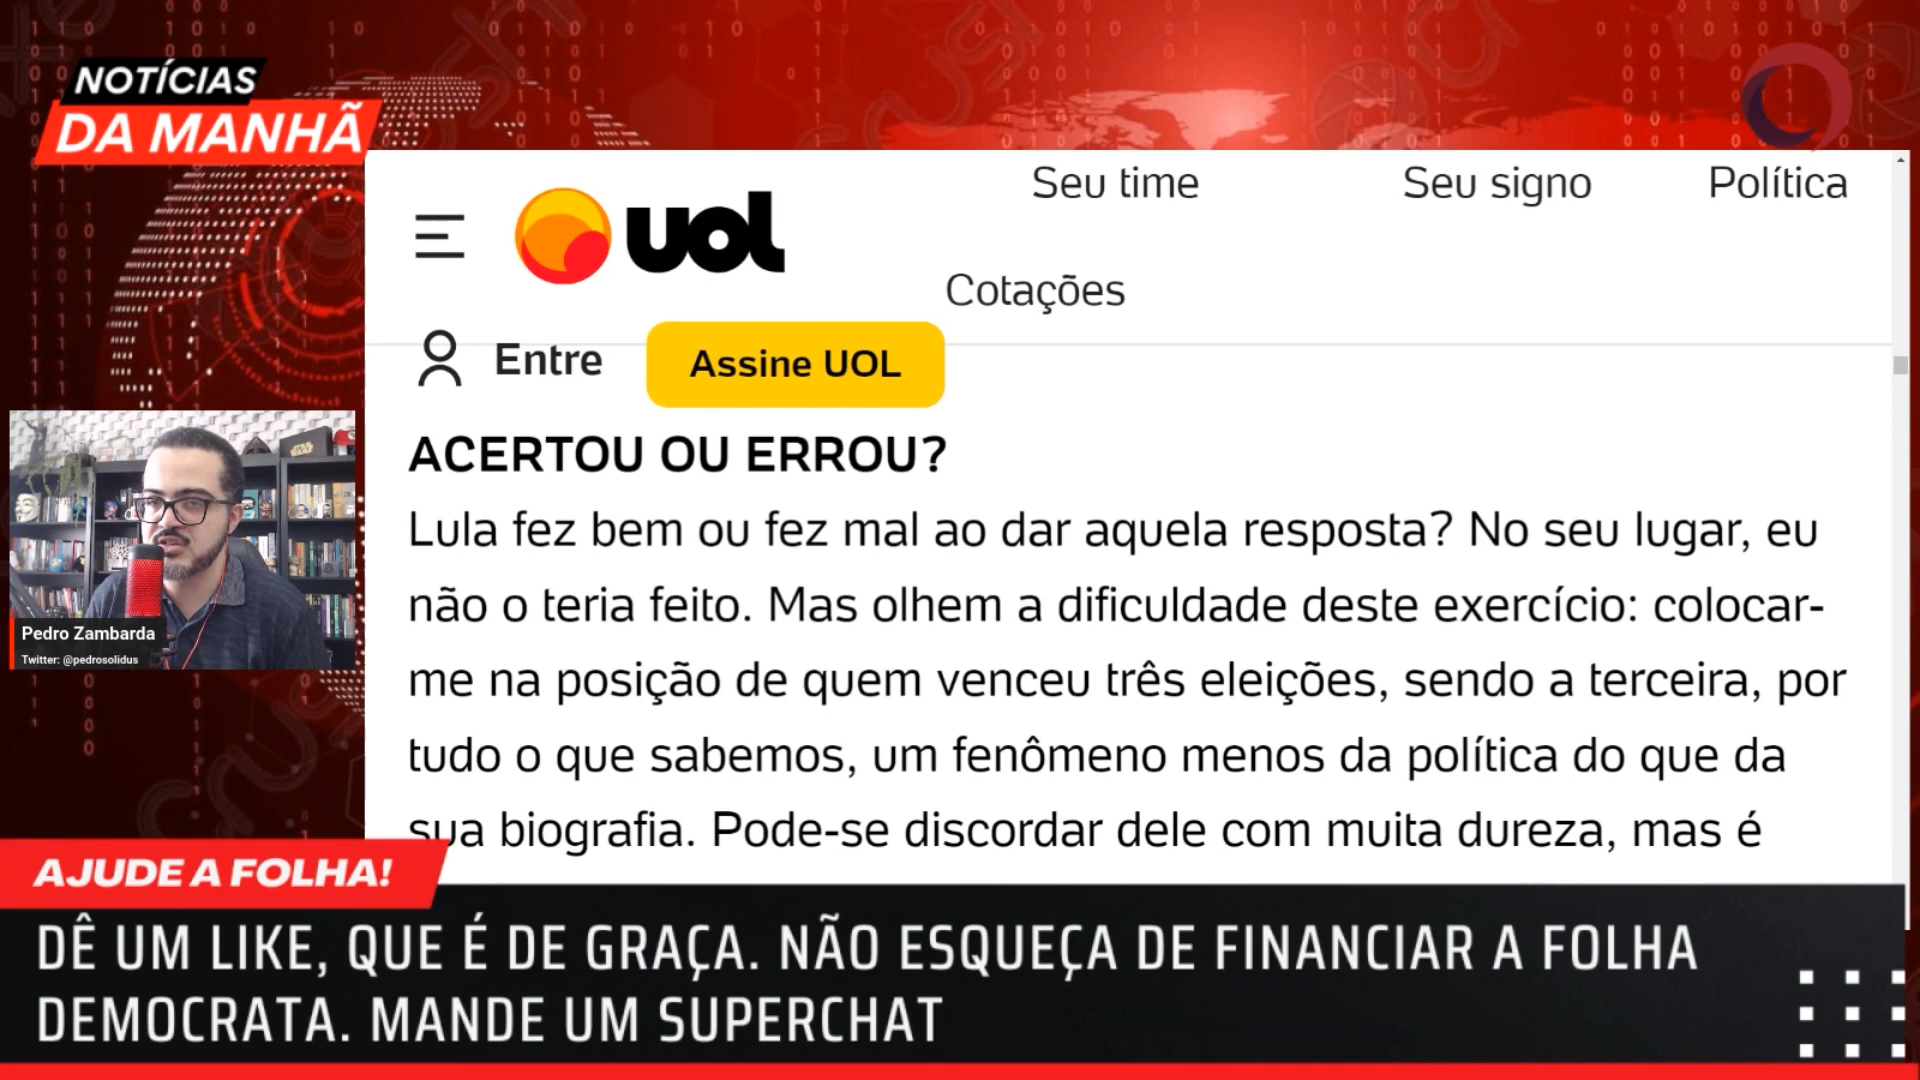 NOTÍCIAS
DA MANHÃ
Seu time
Seu signo
Política
uol
Cotações
Entre
Assine UOL
ACERTOU OU ERROU?
Lula fez bem ou fez mal ao dar aquela resposta? No seu lugar, eu
não o teria feito. Mas olhem a dificuldade deste exercício: colocar-
me na posição de quem venceu três eleições, sendo a terceira, por
tudo o que sabemos, um fenômeno menos da política do que da
sua biografia. Pode-se discordar dele com muita dureza, mas é
Pedro Zambarda
Twitter: @pedrosolidus
AJUDE A FOLHA!
DÊ UM LIKE, QUE É DE GRAÇA. NÃO ESQUEÇA DE FINANCIAR A FOLHA
DEMOCRATA. MANDE UM SUPERCHAT